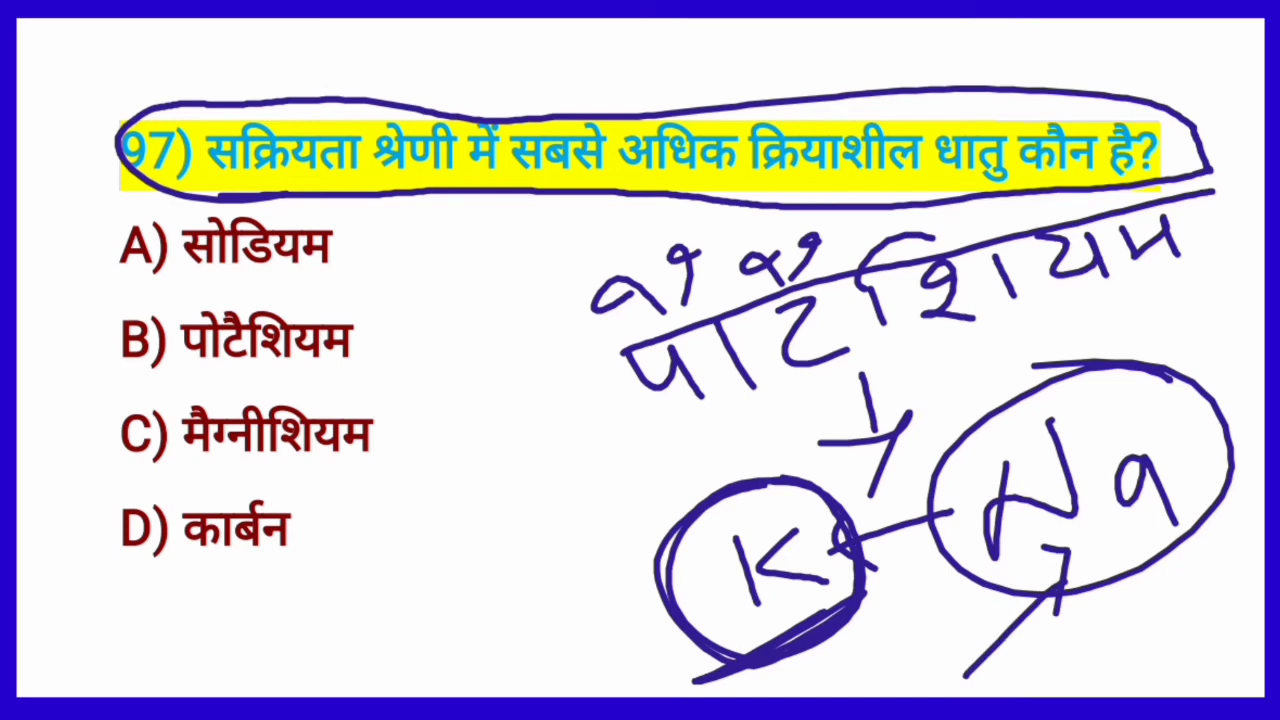 97) सक्रियता श्रेणी में सबसे अधिक क्रियाशील धातु कौन है?
A) सोडियम
B) पोटैशियम
C) मैग्नीशियम
D) कार्बन
पोटैशियम
K
Na